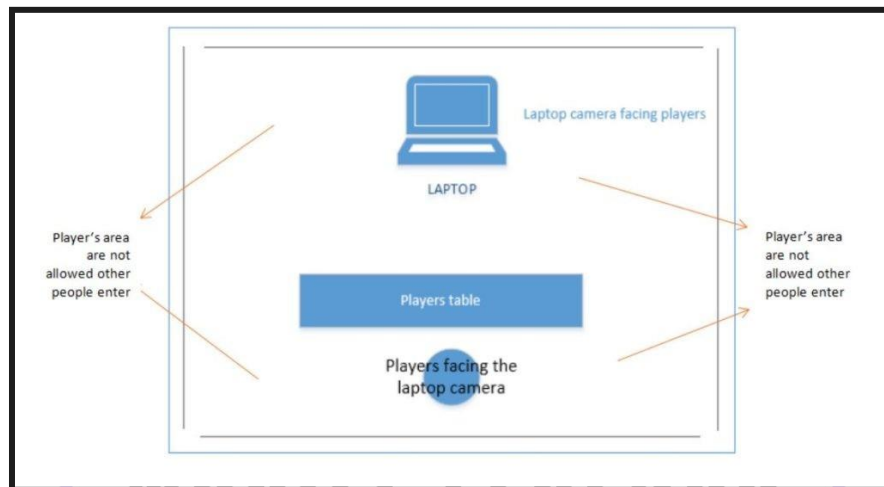 Laptop camera facing players
LAPTOP
Player's area
are not
allowed other
people enter
Player's area
are not
allowed other
people enter
Players table
Players facing the
laptop camera